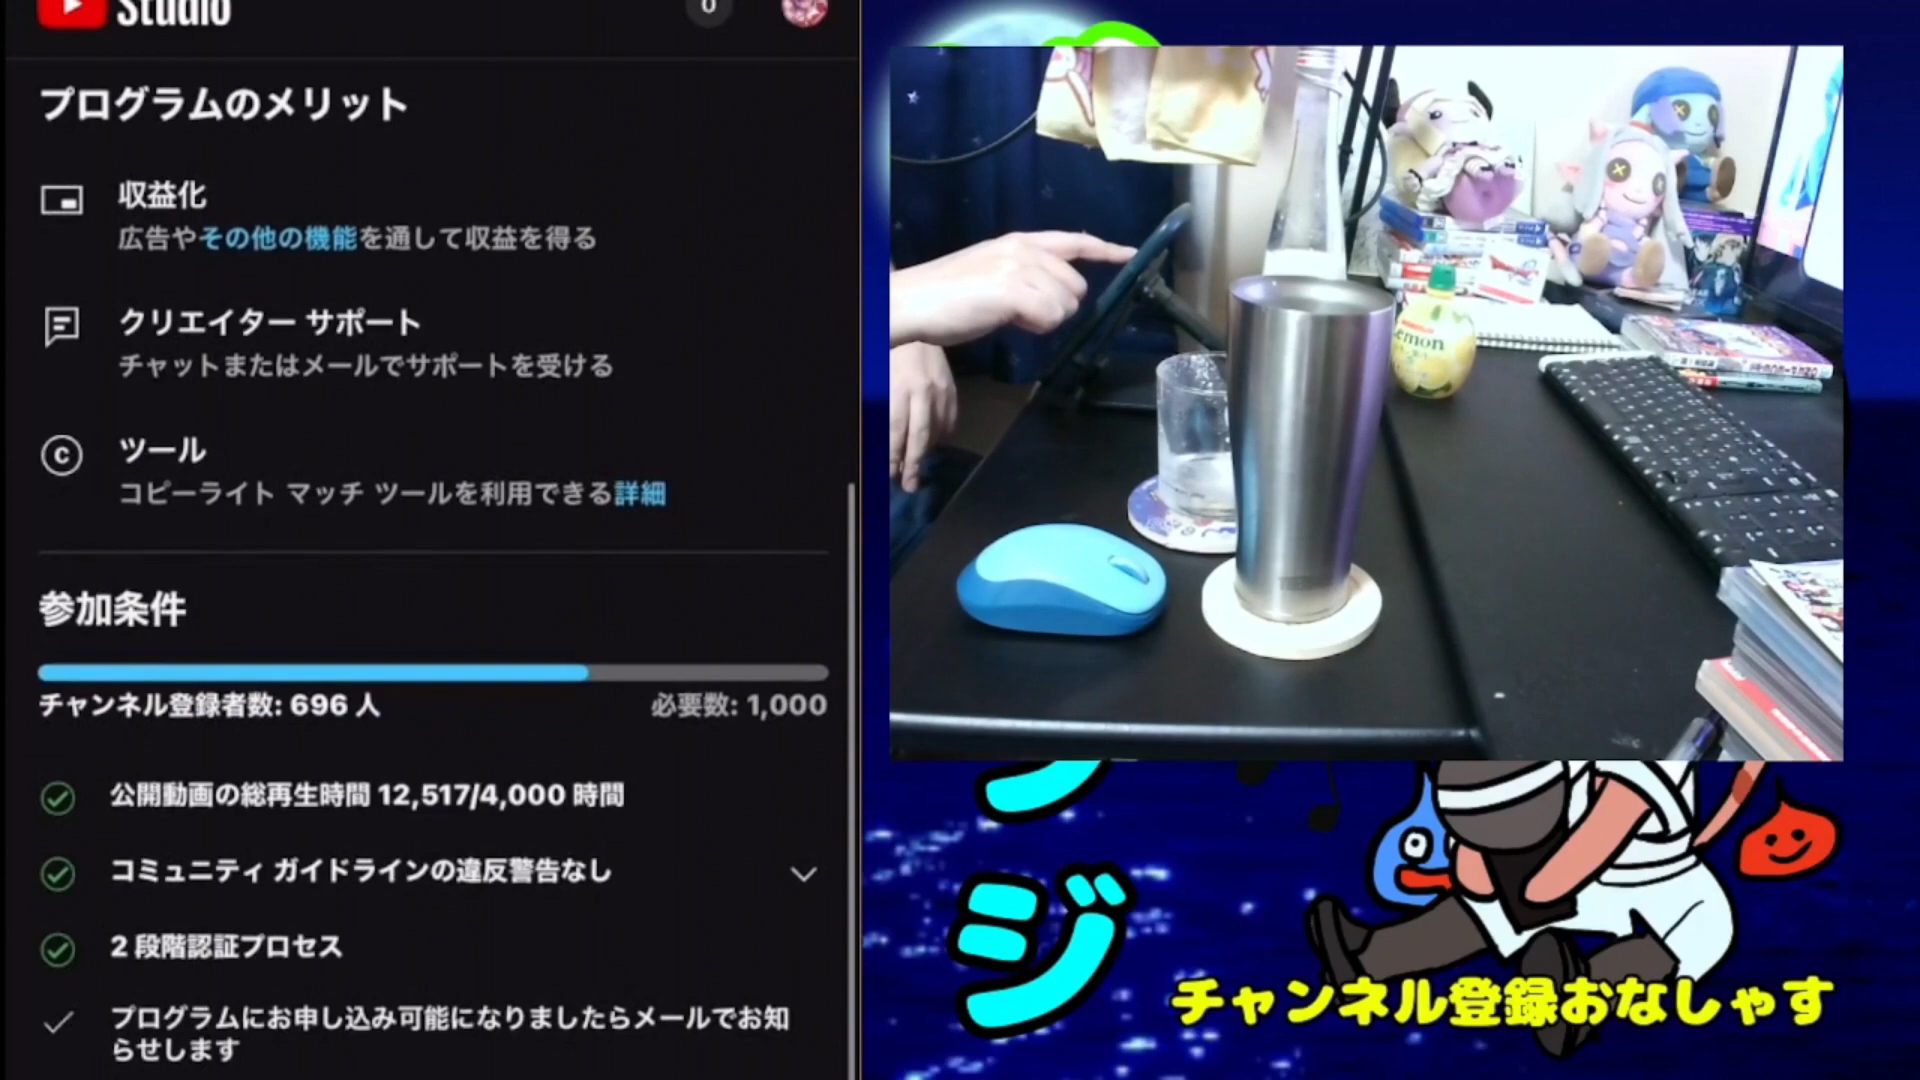 Studio
0
プログラムのメリット
収益化
広告やその他の機能を通して収益を得る
クリエイター サポート
チャットまたはメールでサポートを受ける
ツール
コピーライト マッチ ツールを利用できる詳細
参加条件
チャンネル登録者数: 696 人
必要数: 1,000
公開動画の総再生時間 12,517/4,000 時間
コミュニティ ガイドラインの違反警告なし
2 段階認証プロセス
プログラムにお申し込み可能になりましたらメールでお知
らせします
emon
ジ
チャンネル登録おなしゃす